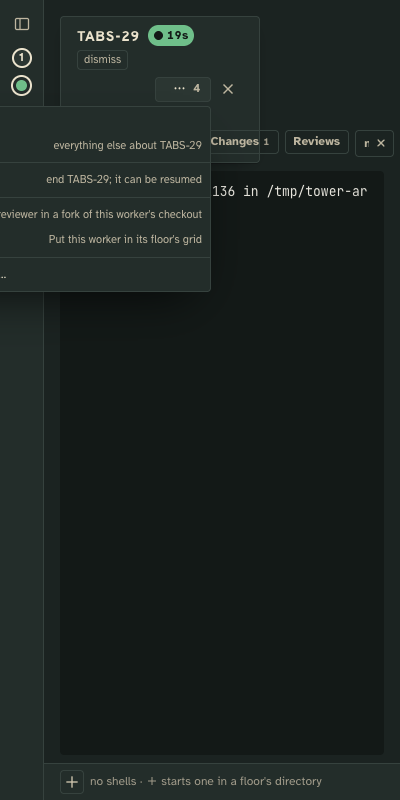 1
TABS-29 19s
dismiss
... 4
everything else about TABS-29
Changes 1 Reviews
end TABS-29; it can be resumed
136 in /tmp/tower-ar
eviewer in a fork of this worker's checkout
Put this worker in its floor's grid
..
no shells · + starts one in a floor's directory